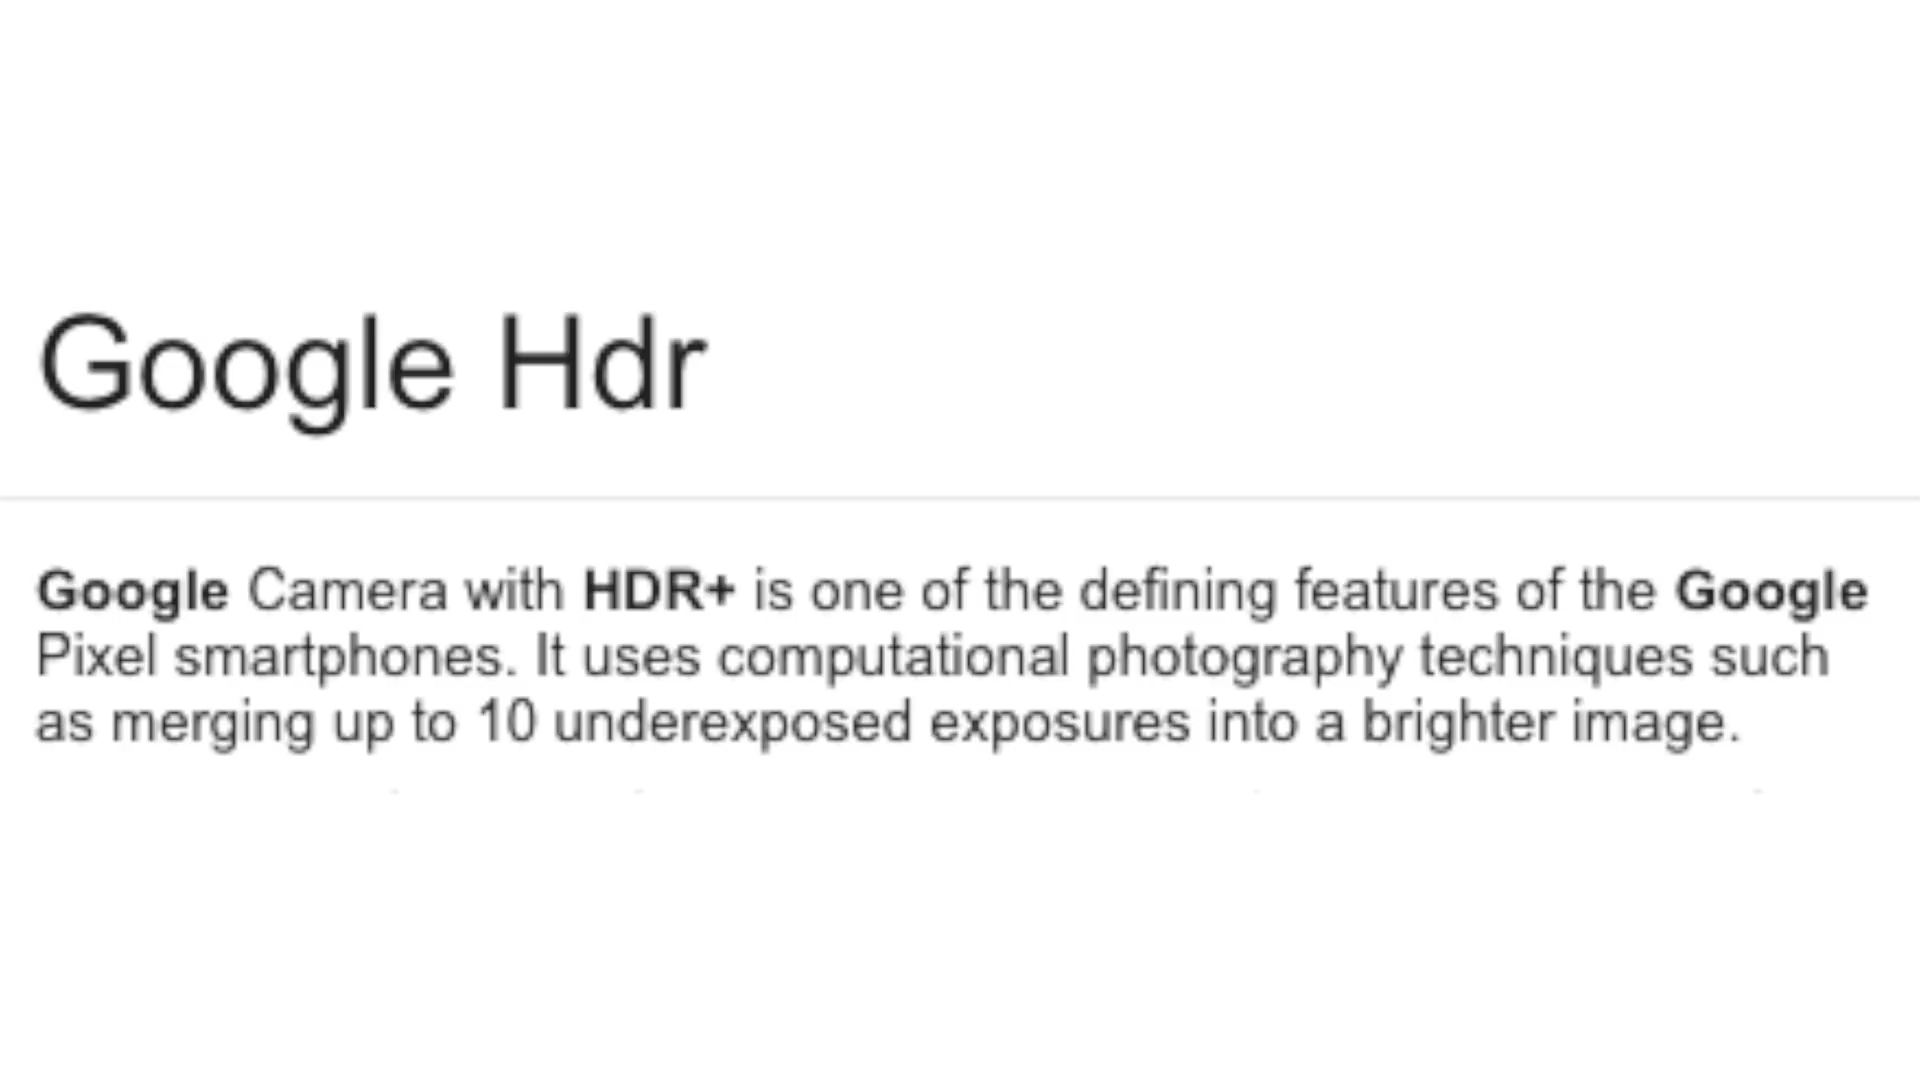 Google Hdr
Google Camera with HDR+ is one of the defining features of the Google
Pixel smartphones. It uses computational photography techniques such
as merging up to 10 underexposed exposures into a brighter image.